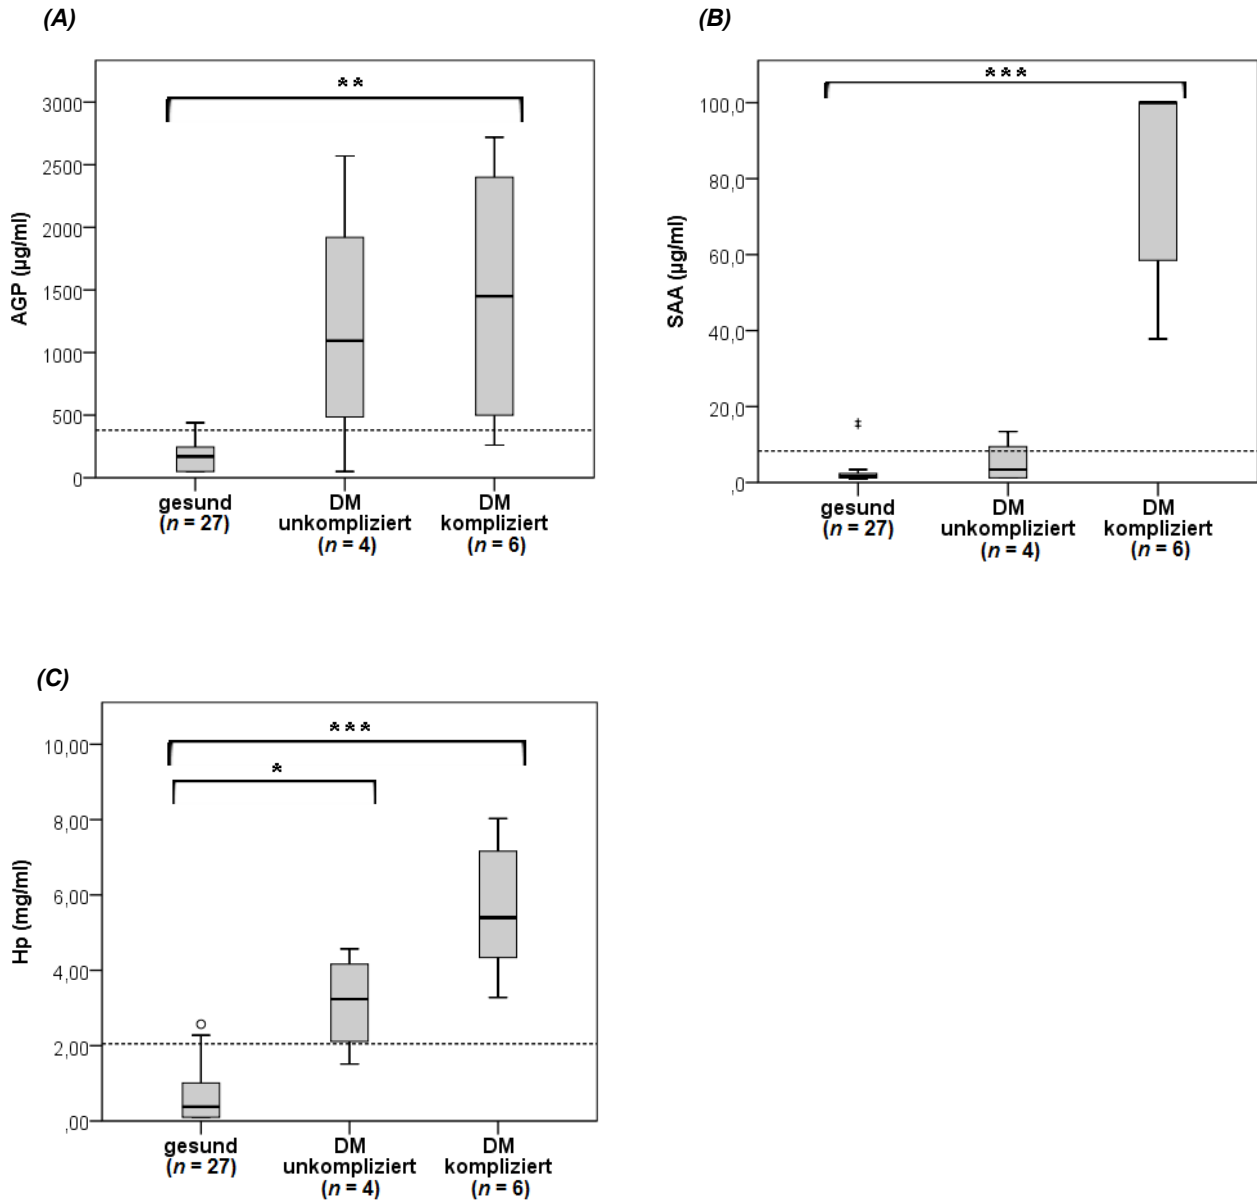 (A)
**
3000
2500
2000
1500
1000
500
0
AGP (µg/ml)
gesund
(n = 27)
DM
unkompliziert
(n = 4)
DM
kompliziert
(n = 6)
(B)
***
100,0
80,0
60,0
40,0
20,0
,0
SAA (µg/ml)
gesund
(n = 27)
DM
unkompliziert
(n = 4)
DM
kompliziert
(n = 6)
(C)
***
*
10,00
8,00
6,00
4,00
2,00
,00
Hp (mg/ml)
gesund
(n = 27)
DM
unkompliziert
(n = 4)
DM
kompliziert
(n = 6)